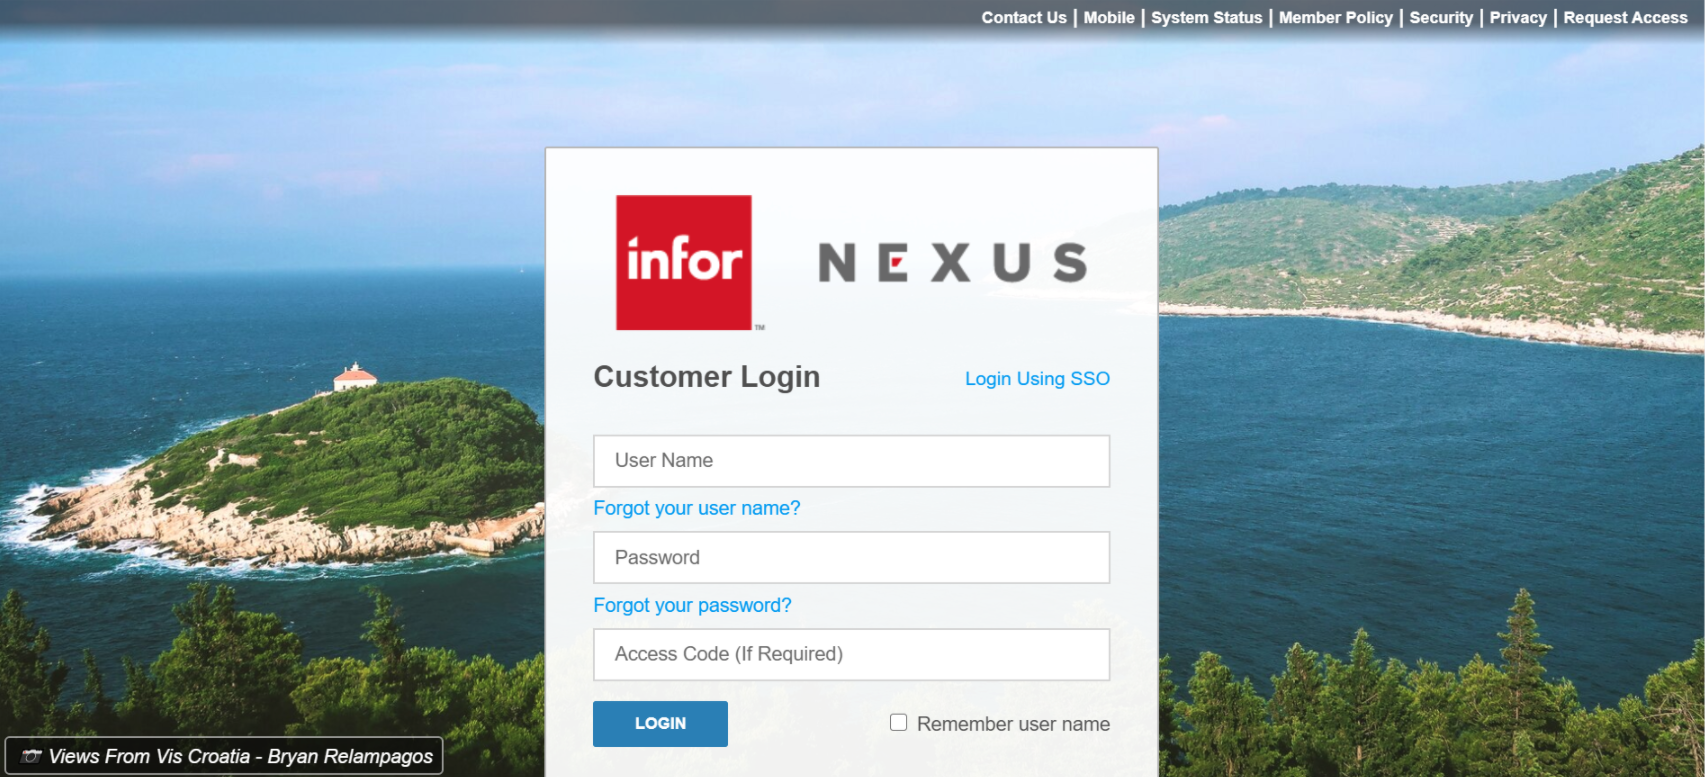 Contact Us | Mobile | System Status | Member Policy | Security | Privacy | Request Access
infor
TM
NEXUS
Customer Login
Login Using SSO
User Name
Forgot your user name?
Password
Forgot your password?
Access Code (If Required)
LOGIN
Remember user name
Views From Vis Croatia - Bryan Relampagos